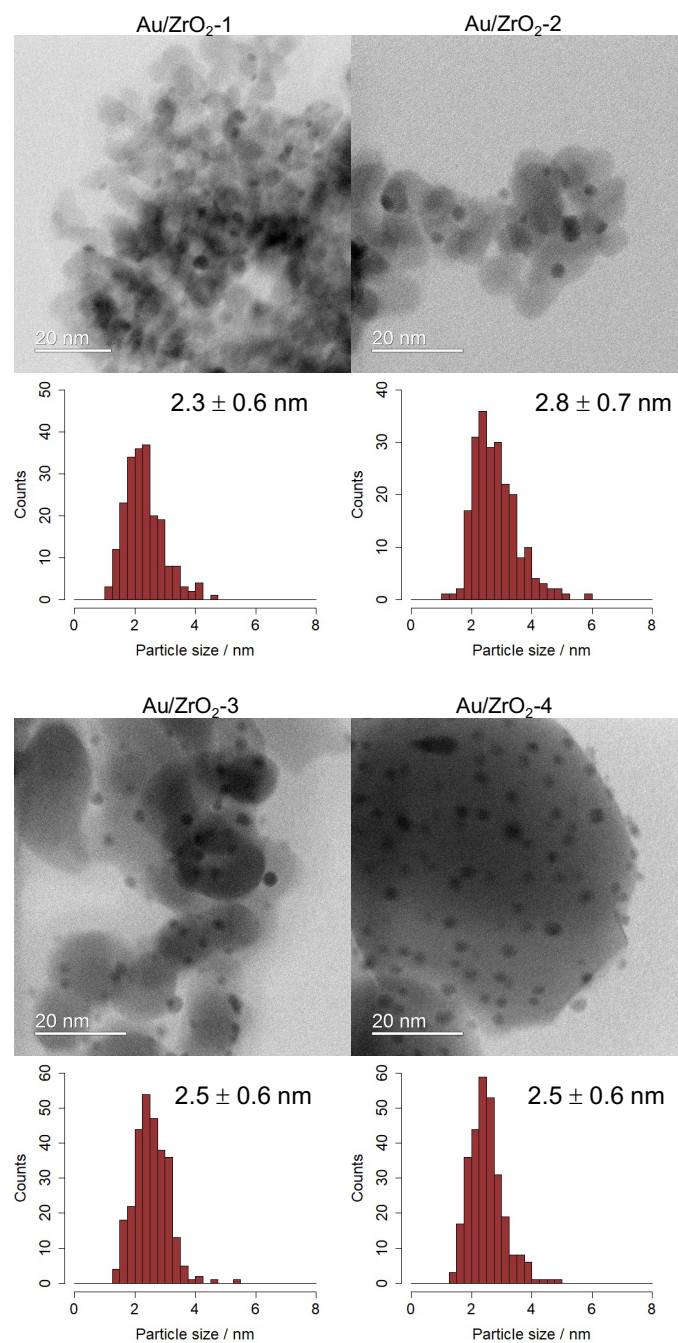 Au/ZrO₂-1 Au/ZrO₂-2
20 nm 20 nm
2.3 ± 0.6 nm
50
40
30
20
10
0
Counts
0 2 4 6 8
Particle size / nm
2.8 ± 0.7 nm
40
30
20
10
0
Counts
0 2 4 6 8
Particle size / nm
Au/ZrO₂-3 Au/ZrO₂-4
20 nm 20 nm
2.5 ± 0.6 nm
60
50
40
30
20
10
0
Counts
0 2 4 6 8
Particle size / nm
2.5 ± 0.6 nm
60
50
40
30
20
10
0
Counts
0 2 4 6 8
Particle size / nm